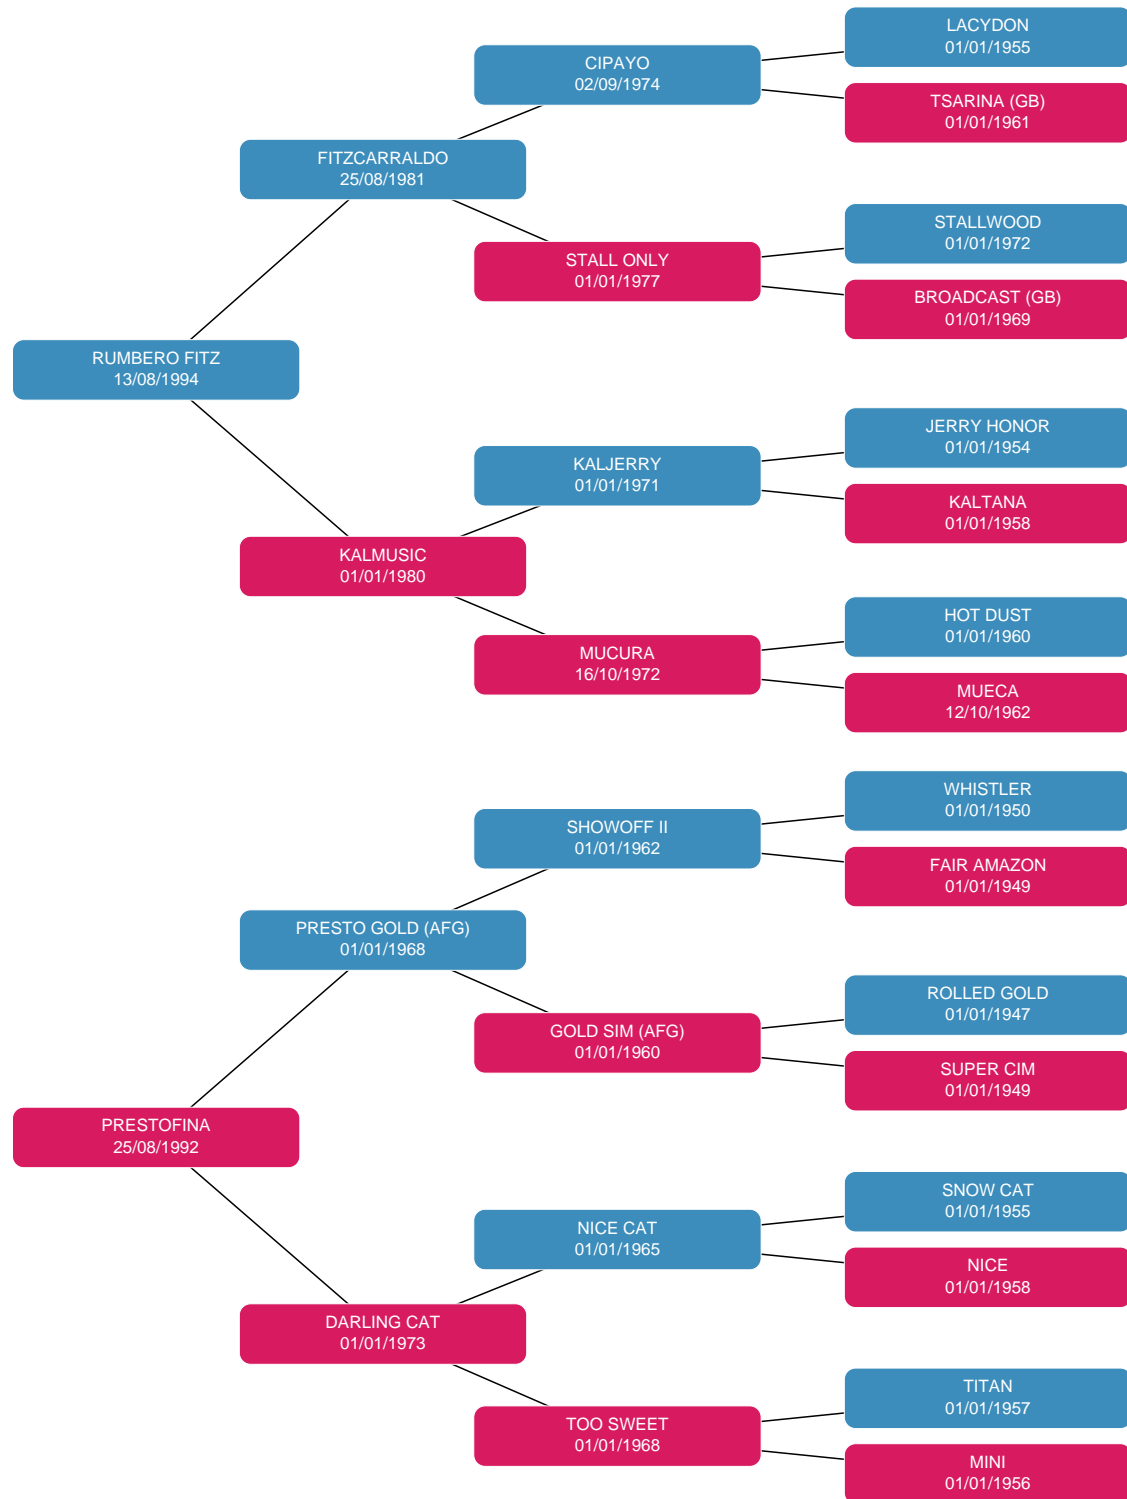 LACYDON
01/01/1955
CIPAYO
02/09/1974
TSARINA (GB)
01/01/1961
FITZCARRALDO
25/08/1981
STALLWOOD
01/01/1972
STALL ONLY
01/01/1977
BROADCAST (GB)
01/01/1969
RUMBERO FITZ
13/08/1994
JERRY HONOR
01/01/1954
KALJERRY
01/01/1971
KALTANA
01/01/1958
KALMUSIC
01/01/1980
HOT DUST
01/01/1960
MUCURA
16/10/1972
MUECA
12/10/1962
WHISTLER
01/01/1950
SHOWOFF II
01/01/1962
FAIR AMAZON
01/01/1949
PRESTO GOLD (AFG)
01/01/1968
ROLLED GOLD
01/01/1947
GOLD SIM (AFG)
01/01/1960
SUPER CIM
01/01/1949
PRESTOFINA
25/08/1992
SNOW CAT
01/01/1955
NICE CAT
01/01/1965
NICE
01/01/1958
DARLING CAT
01/01/1973
TITAN
01/01/1957
TOO SWEET
01/01/1968
MINI
01/01/1956